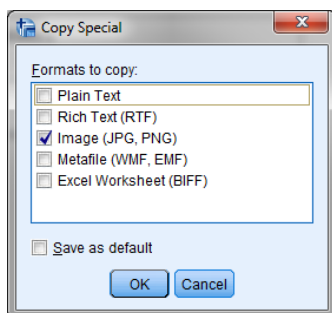 Copy Special
Formats to copy:
Plain Text
Rich Text (RTF)
Image (JPG, PNG)
Metafile (WMF, EMF)
Excel Worksheet (BIFF)
Save as default
OK Cancel